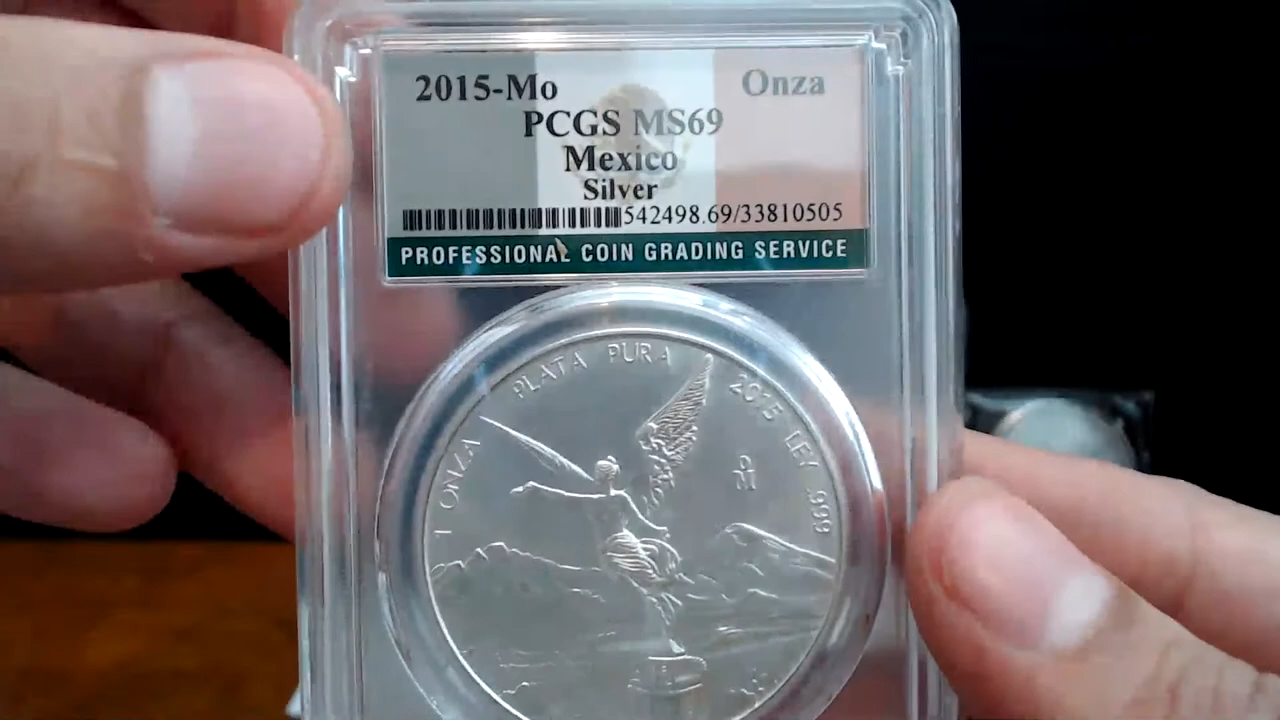 2015-Mo Onza
PCGS MS69
Mexico
Silver
542498.69/33810505
PROFESSIONAL COIN GRADING SERVICE
1 ONZA PLATA PURA 2015 LEY .999
Mo